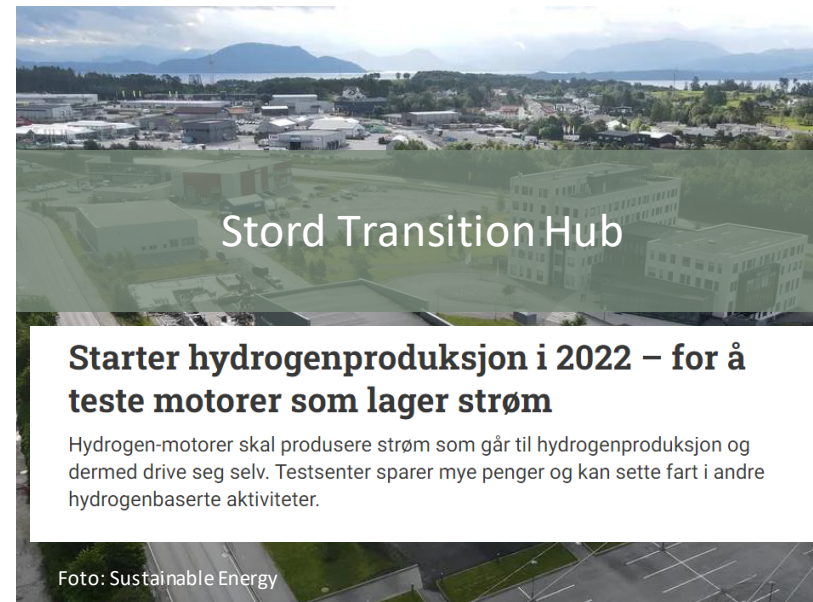 Stord Transition Hub
Starter hydrogenproduksjon i 2022 – for å
teste motorer som lager strøm
Hydrogen-motorer skal produsere strøm som går til hydrogenproduksjon og
dermed drive seg selv. Testsenter sparer mye penger og kan sette fart i andre
hydrogenbaserte aktiviteter.
Foto: Sustainable Energy